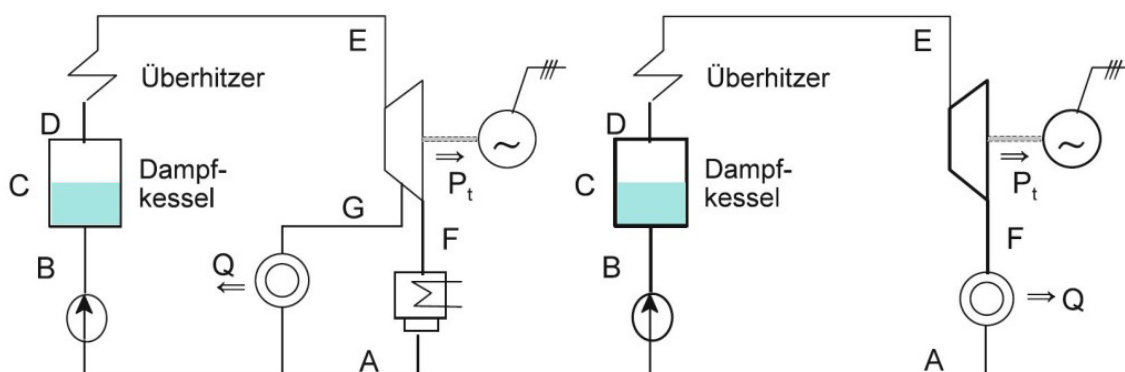 E
Überhitzer
D
~
C
Dampf-
kessel
⇒
P_t
G
F
B
Q
⇐
A
E
Überhitzer
D
~
C
Dampf-
kessel
⇒
P_t
F
B
⇒ Q
A